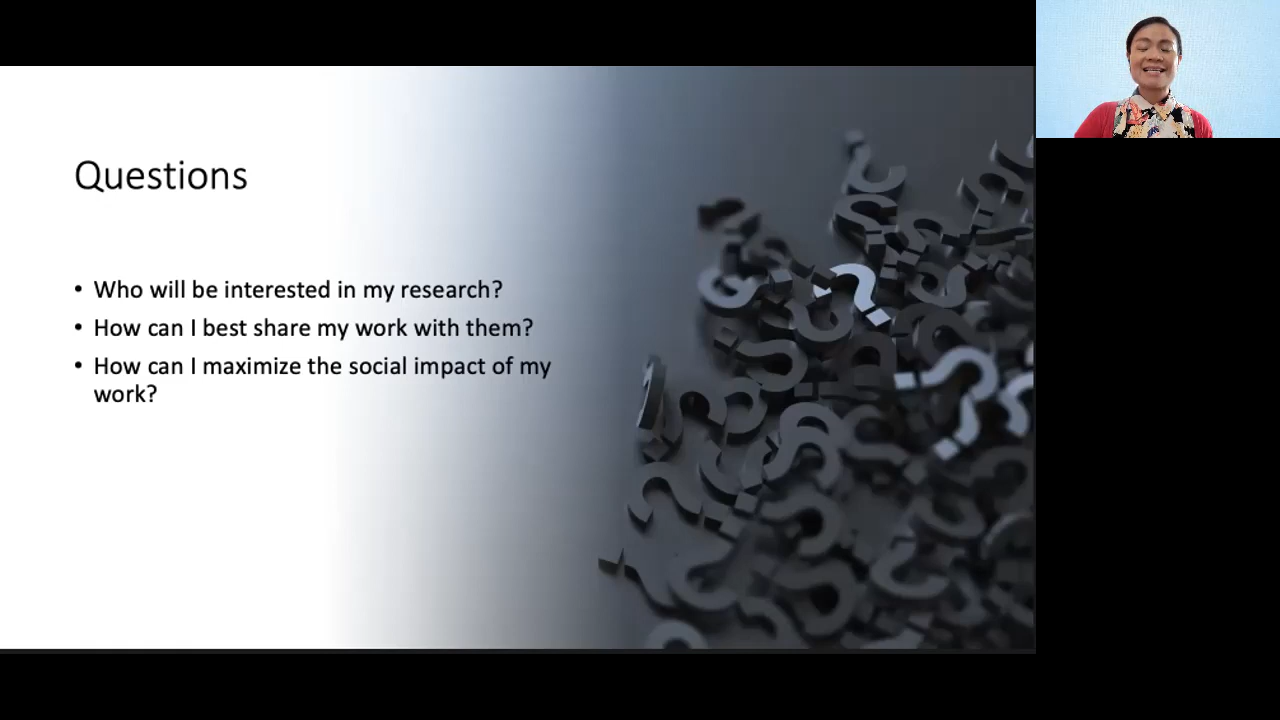 Questions
• Who will be interested in my research?
• How can I best share my work with them?
• How can I maximize the social impact of my
work?